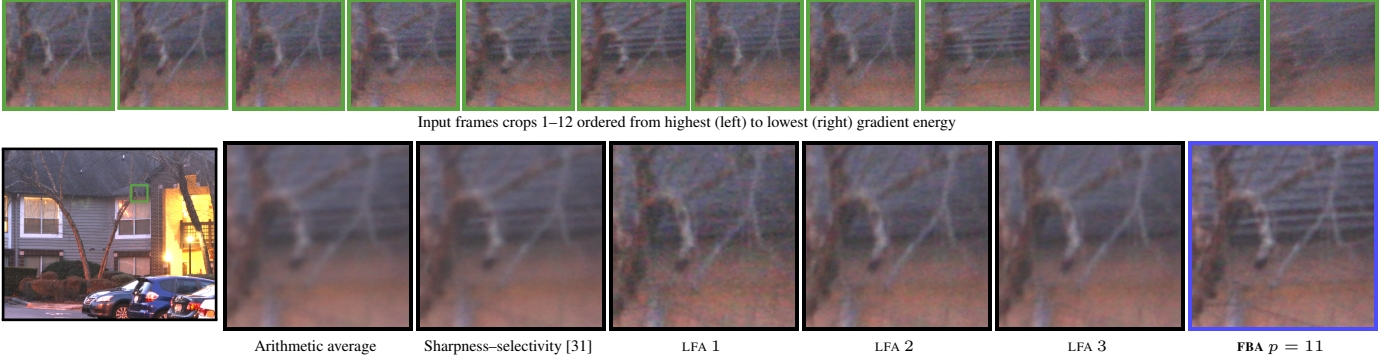 Input frames crops 1–12 ordered from highest (left) to lowest (right) gradient energy
Arithmetic average
Sharpness–selectivity [31]
LFA 1
LFA 2
LFA 3
FBA p = 11